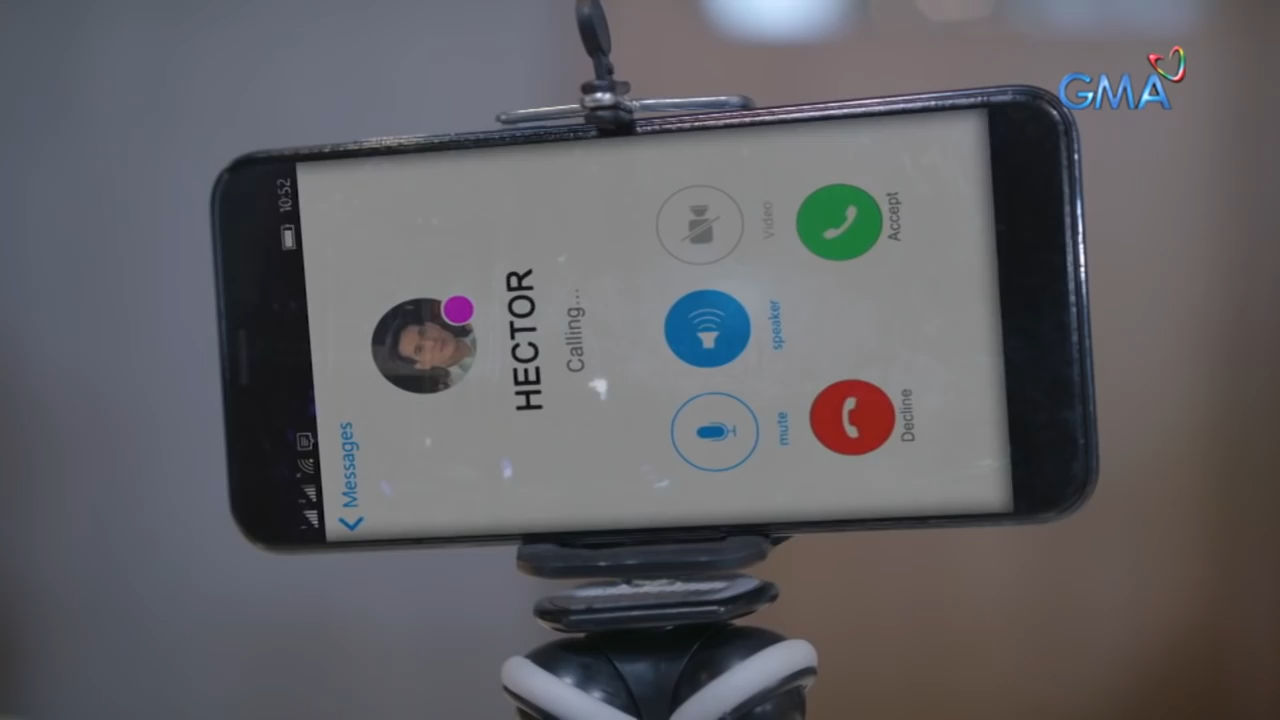 GMA
10:52
Messages
HECTOR
Calling...
mute
speaker
Video
Decline
Accept